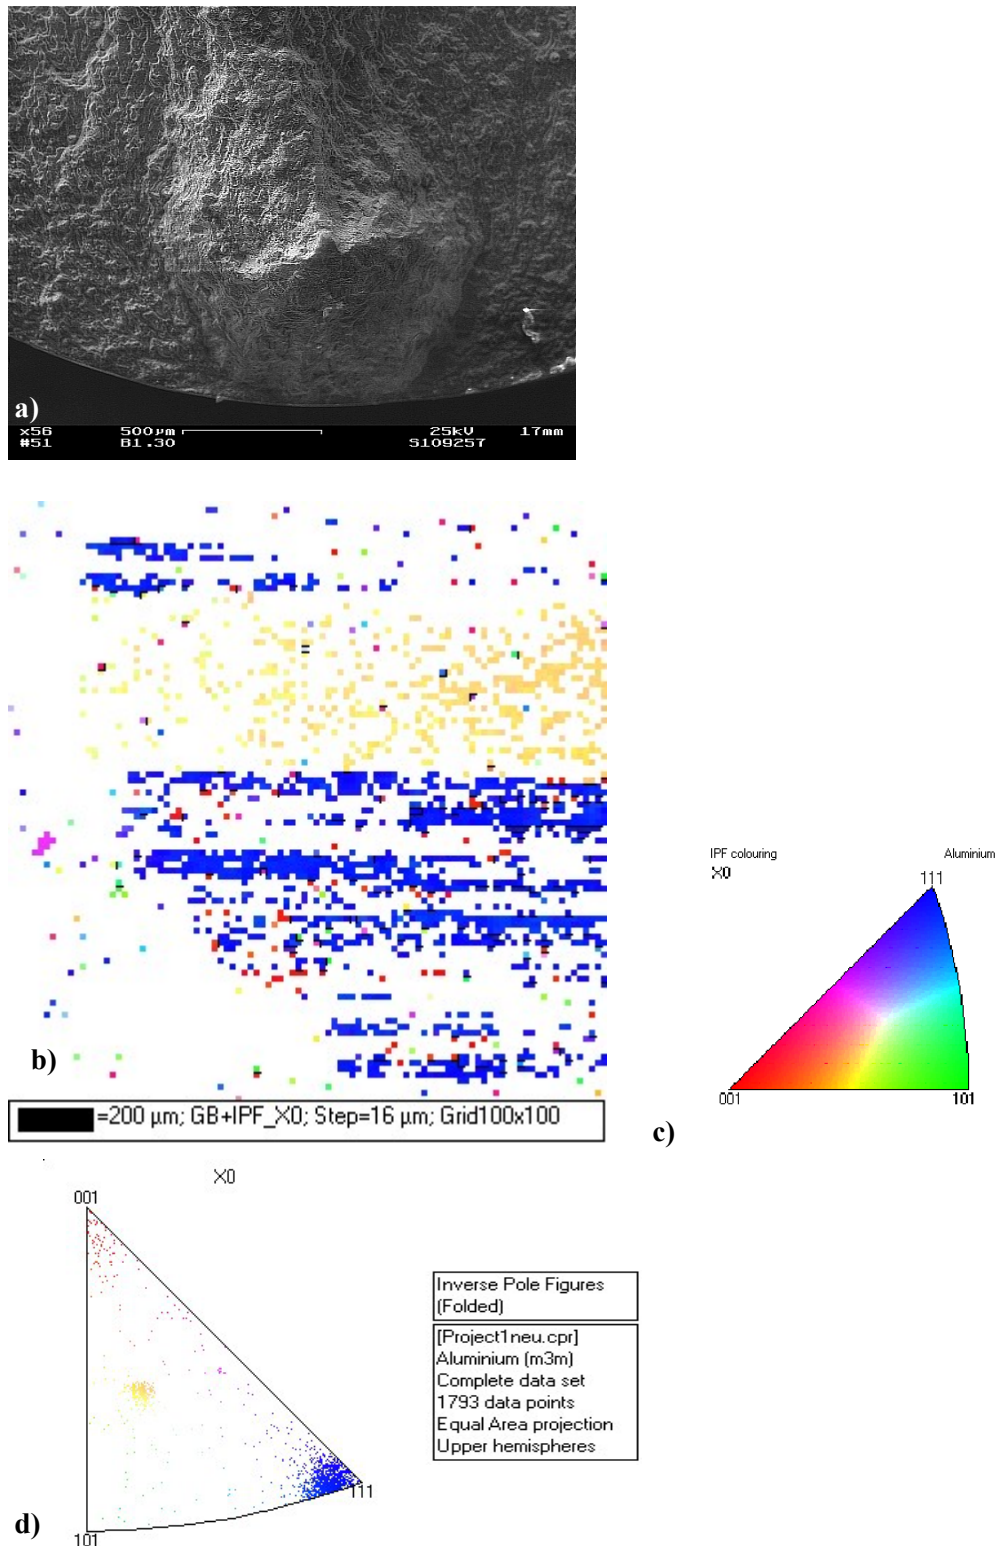 a)
x56 500µm 25kV 17mm
#51 B1.30 S109257
b)
=200 µm; GB+IPF_X0; Step=16 µm; Grid100x100
IPF colouring Aluminium
X0
111
001 101
c)
X0
001
111
101
Inverse Pole Figures
(Folded)
[Project1neu.cpr]
Aluminium (m3m)
Complete data set
1793 data points
Equal Area projection
Upper hemispheres
d)